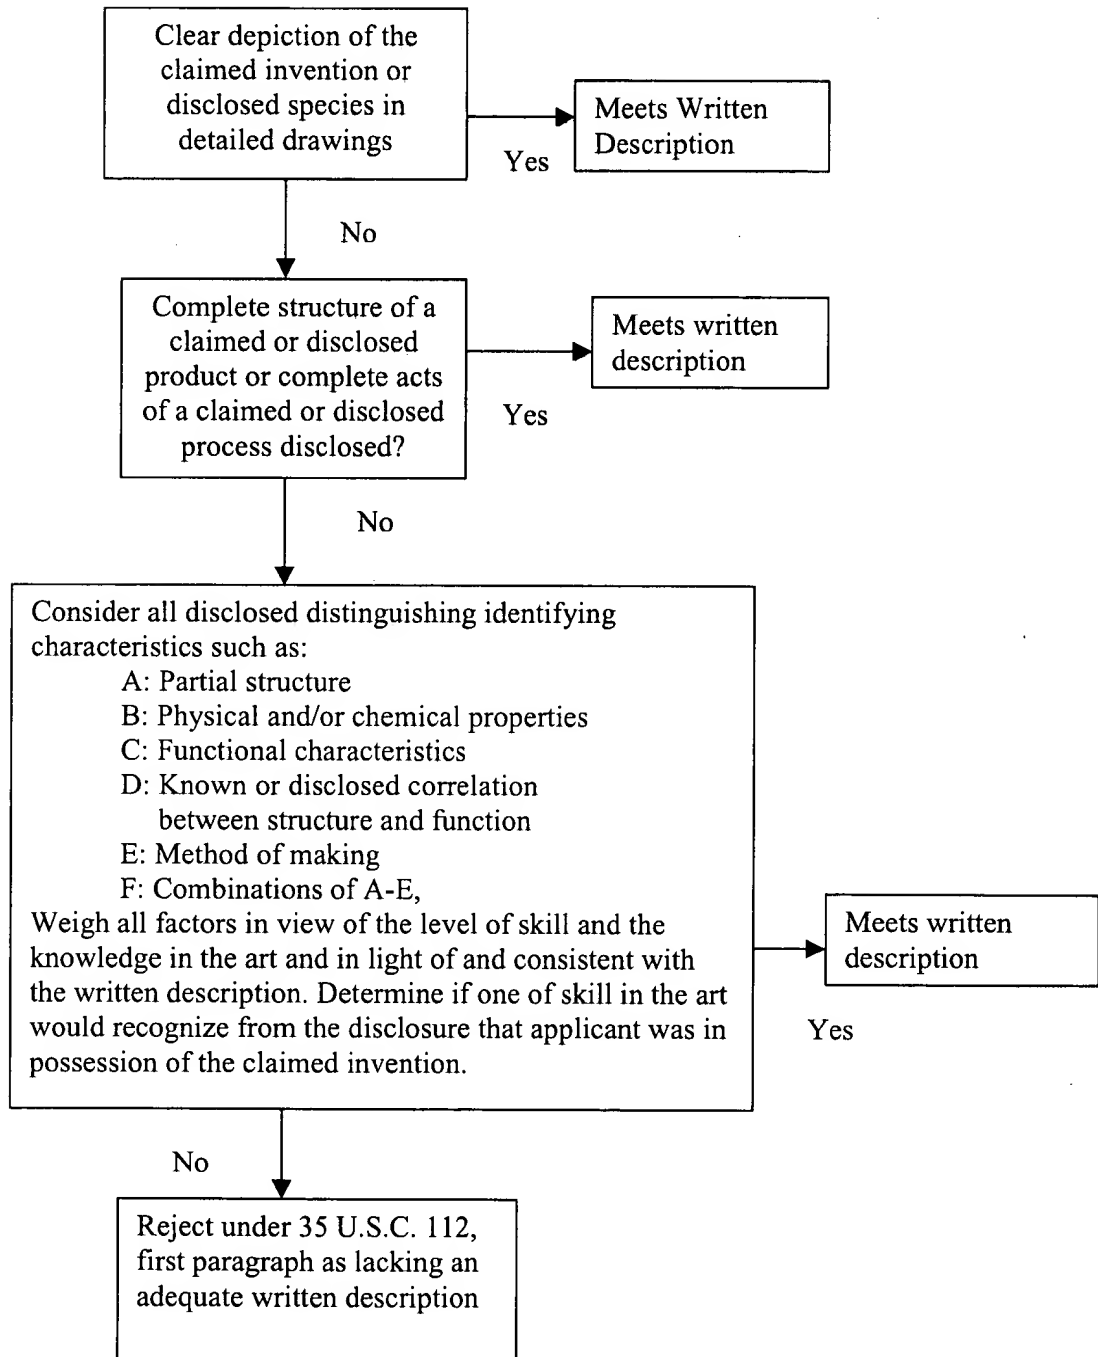 Clear depiction of the
claimed invention or
disclosed species in
detailed drawings
Meets Written
Description
Yes
No
Complete structure of a
claimed or disclosed
product or complete acts
of a claimed or disclosed
process disclosed?
Meets written
description
Yes
No
Consider all disclosed distinguishing identifying
characteristics such as:
A: Partial structure
B: Physical and/or chemical properties
C: Functional characteristics
D: Known or disclosed correlation
between structure and function
E: Method of making
F: Combinations of A-E,
Weigh all factors in view of the level of skill and the
knowledge in the art and in light of and consistent with
the written description. Determine if one of skill in the art
would recognize from the disclosure that applicant was in
possession of the claimed invention.
Meets written
description
Yes
No
Reject under 35 U.S.C. 112,
first paragraph as lacking an
adequate written description